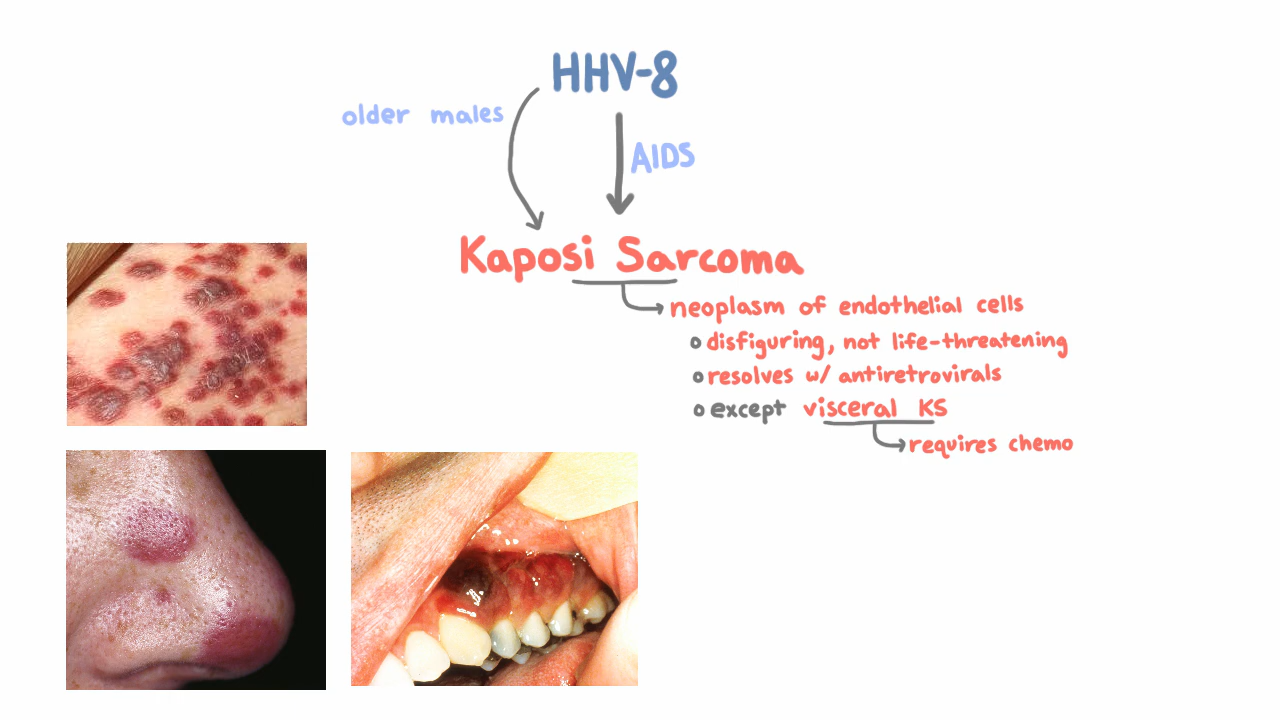 HHV-8
older males
AIDS
Kaposi Sarcoma
neoplasm of endothelial cells
disfiguring, not life-threatening
resolves w/ antiretrovirals
except visceral KS
requires chemo